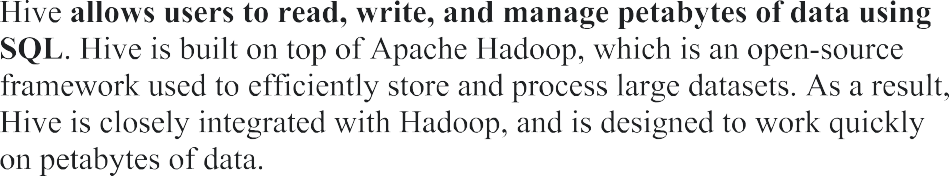 Hive allows users to read, write, and manage petabytes of data using
SQL. Hive is built on top of Apache Hadoop, which is an open-source
framework used to efficiently store and process large datasets. As a result,
Hive is closely integrated with Hadoop, and is designed to work quickly
on petabytes of data.